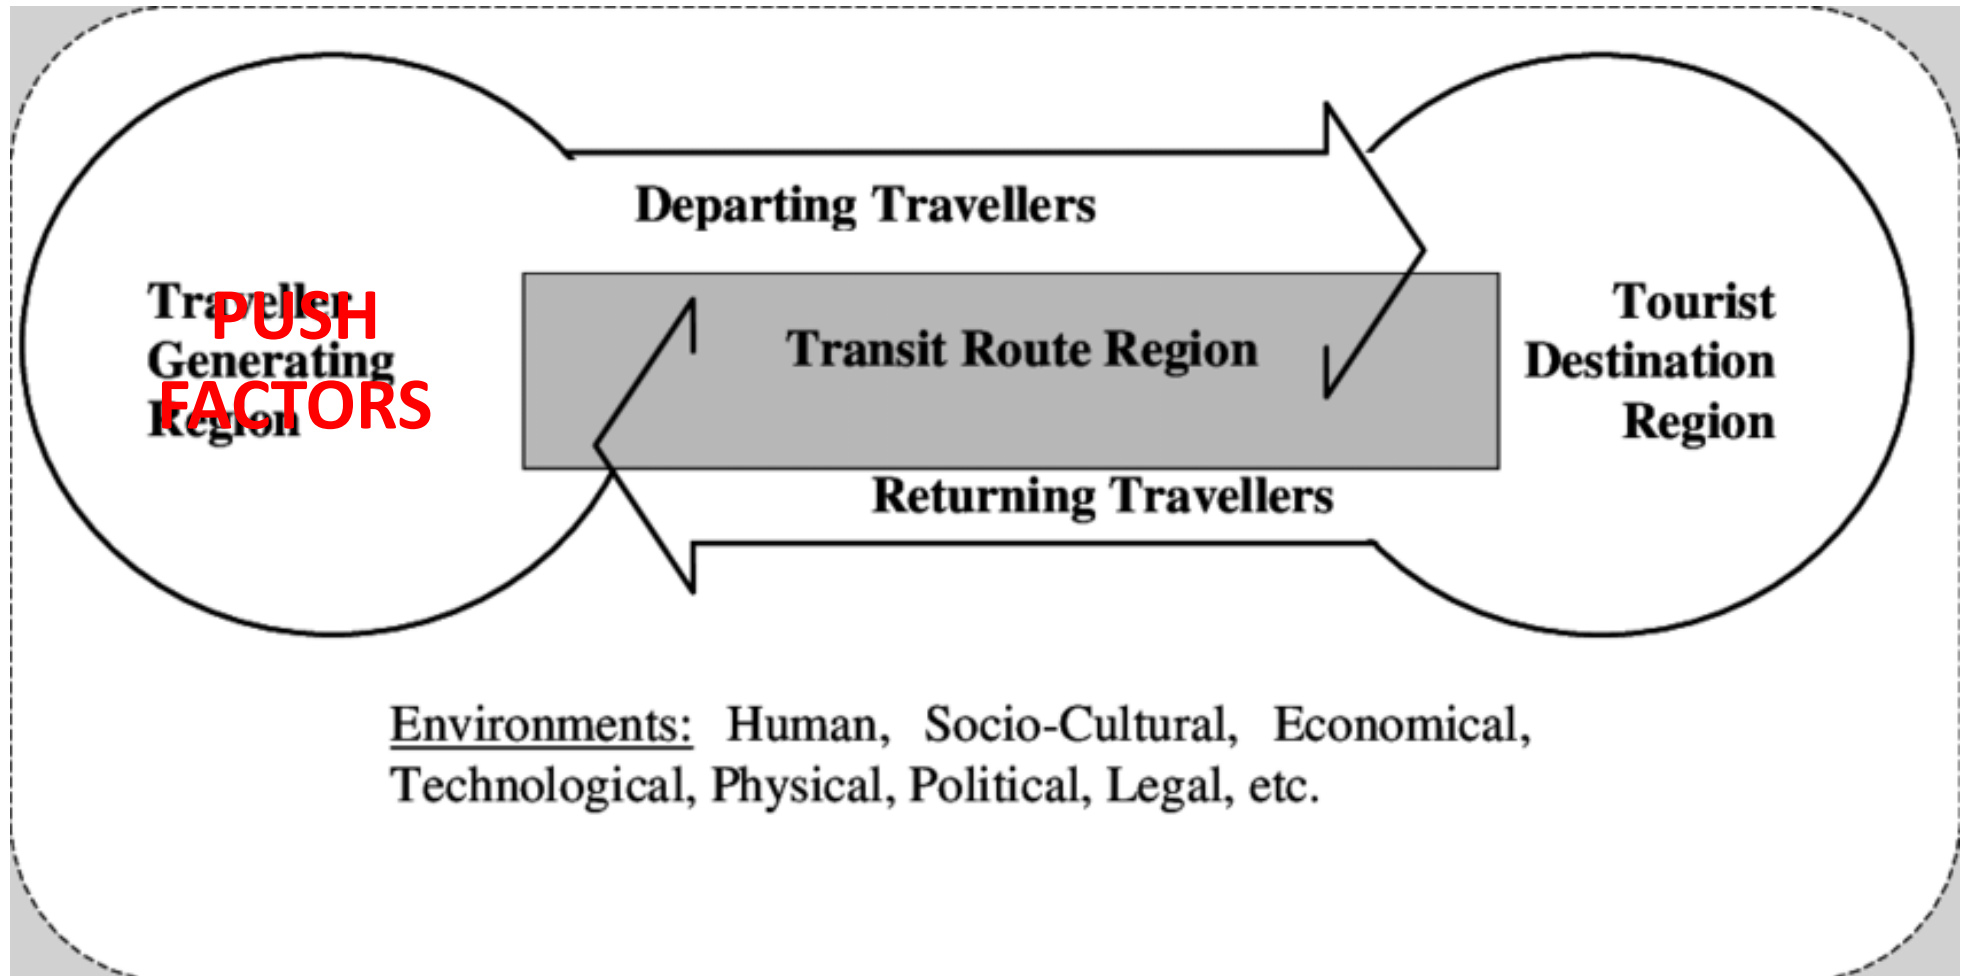 Departing Travellers
Traveller
Generating
Region
PUSH
FACTORS
Transit Route Region
Tourist
Destination
Region
Returning Travellers
Environments: Human, Socio-Cultural, Economical,
Technological, Physical, Political, Legal, etc.